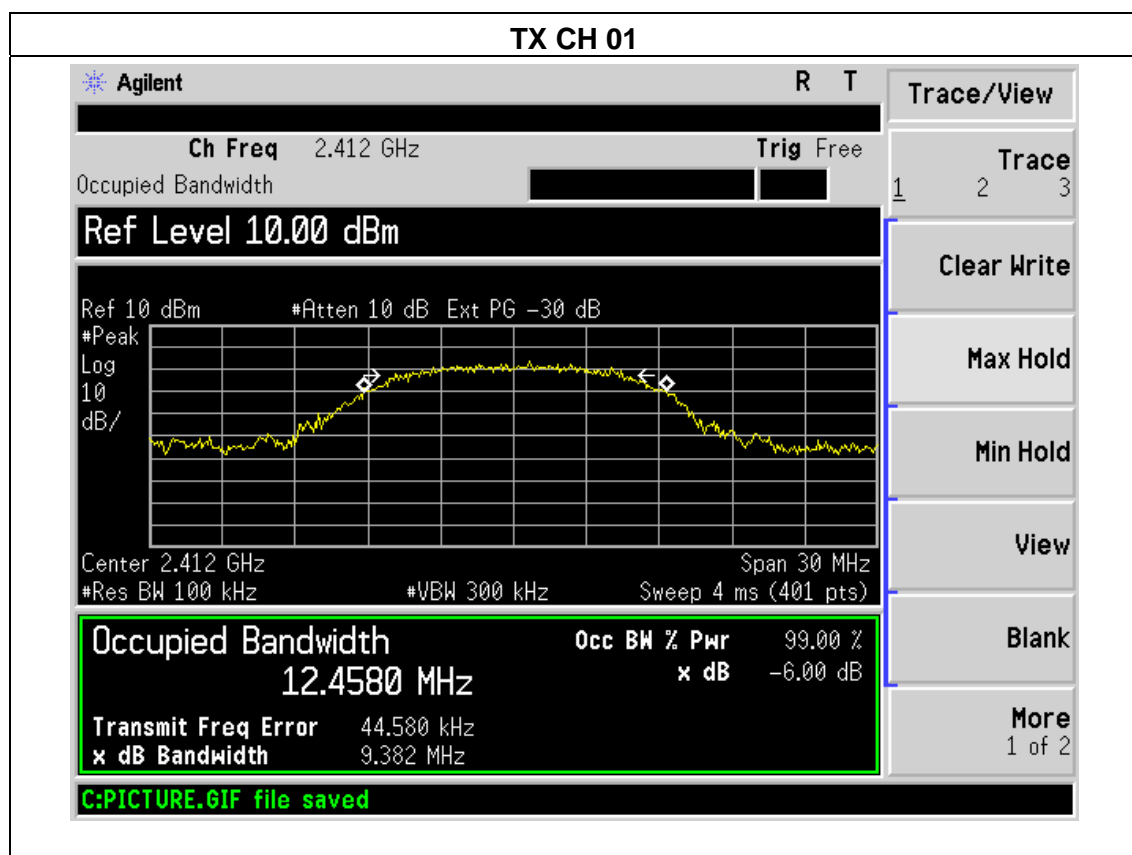 TX CH 01
Agilent R T
Trace/View
Ch Freq 2.412 GHz Trig Free
Occupied Bandwidth
Trace
1 2 3
Ref Level 10.00 dBm
Clear Write
Ref 10 dBm #Atten 10 dB Ext PG -30 dB
#Peak
Log
10
dB/
Max Hold
Min Hold
View
Center 2.412 GHz Span 30 MHz
#Res BW 100 kHz #VBW 300 kHz Sweep 4 ms (401 pts)
Occupied Bandwidth Occ BW % Pwr 99.00 %
12.4580 MHz x dB -6.00 dB
Blank
Transmit Freq Error 44.580 kHz
x dB Bandwidth 9.382 MHz
More
1 of 2
C:PICTURE.GIF file saved